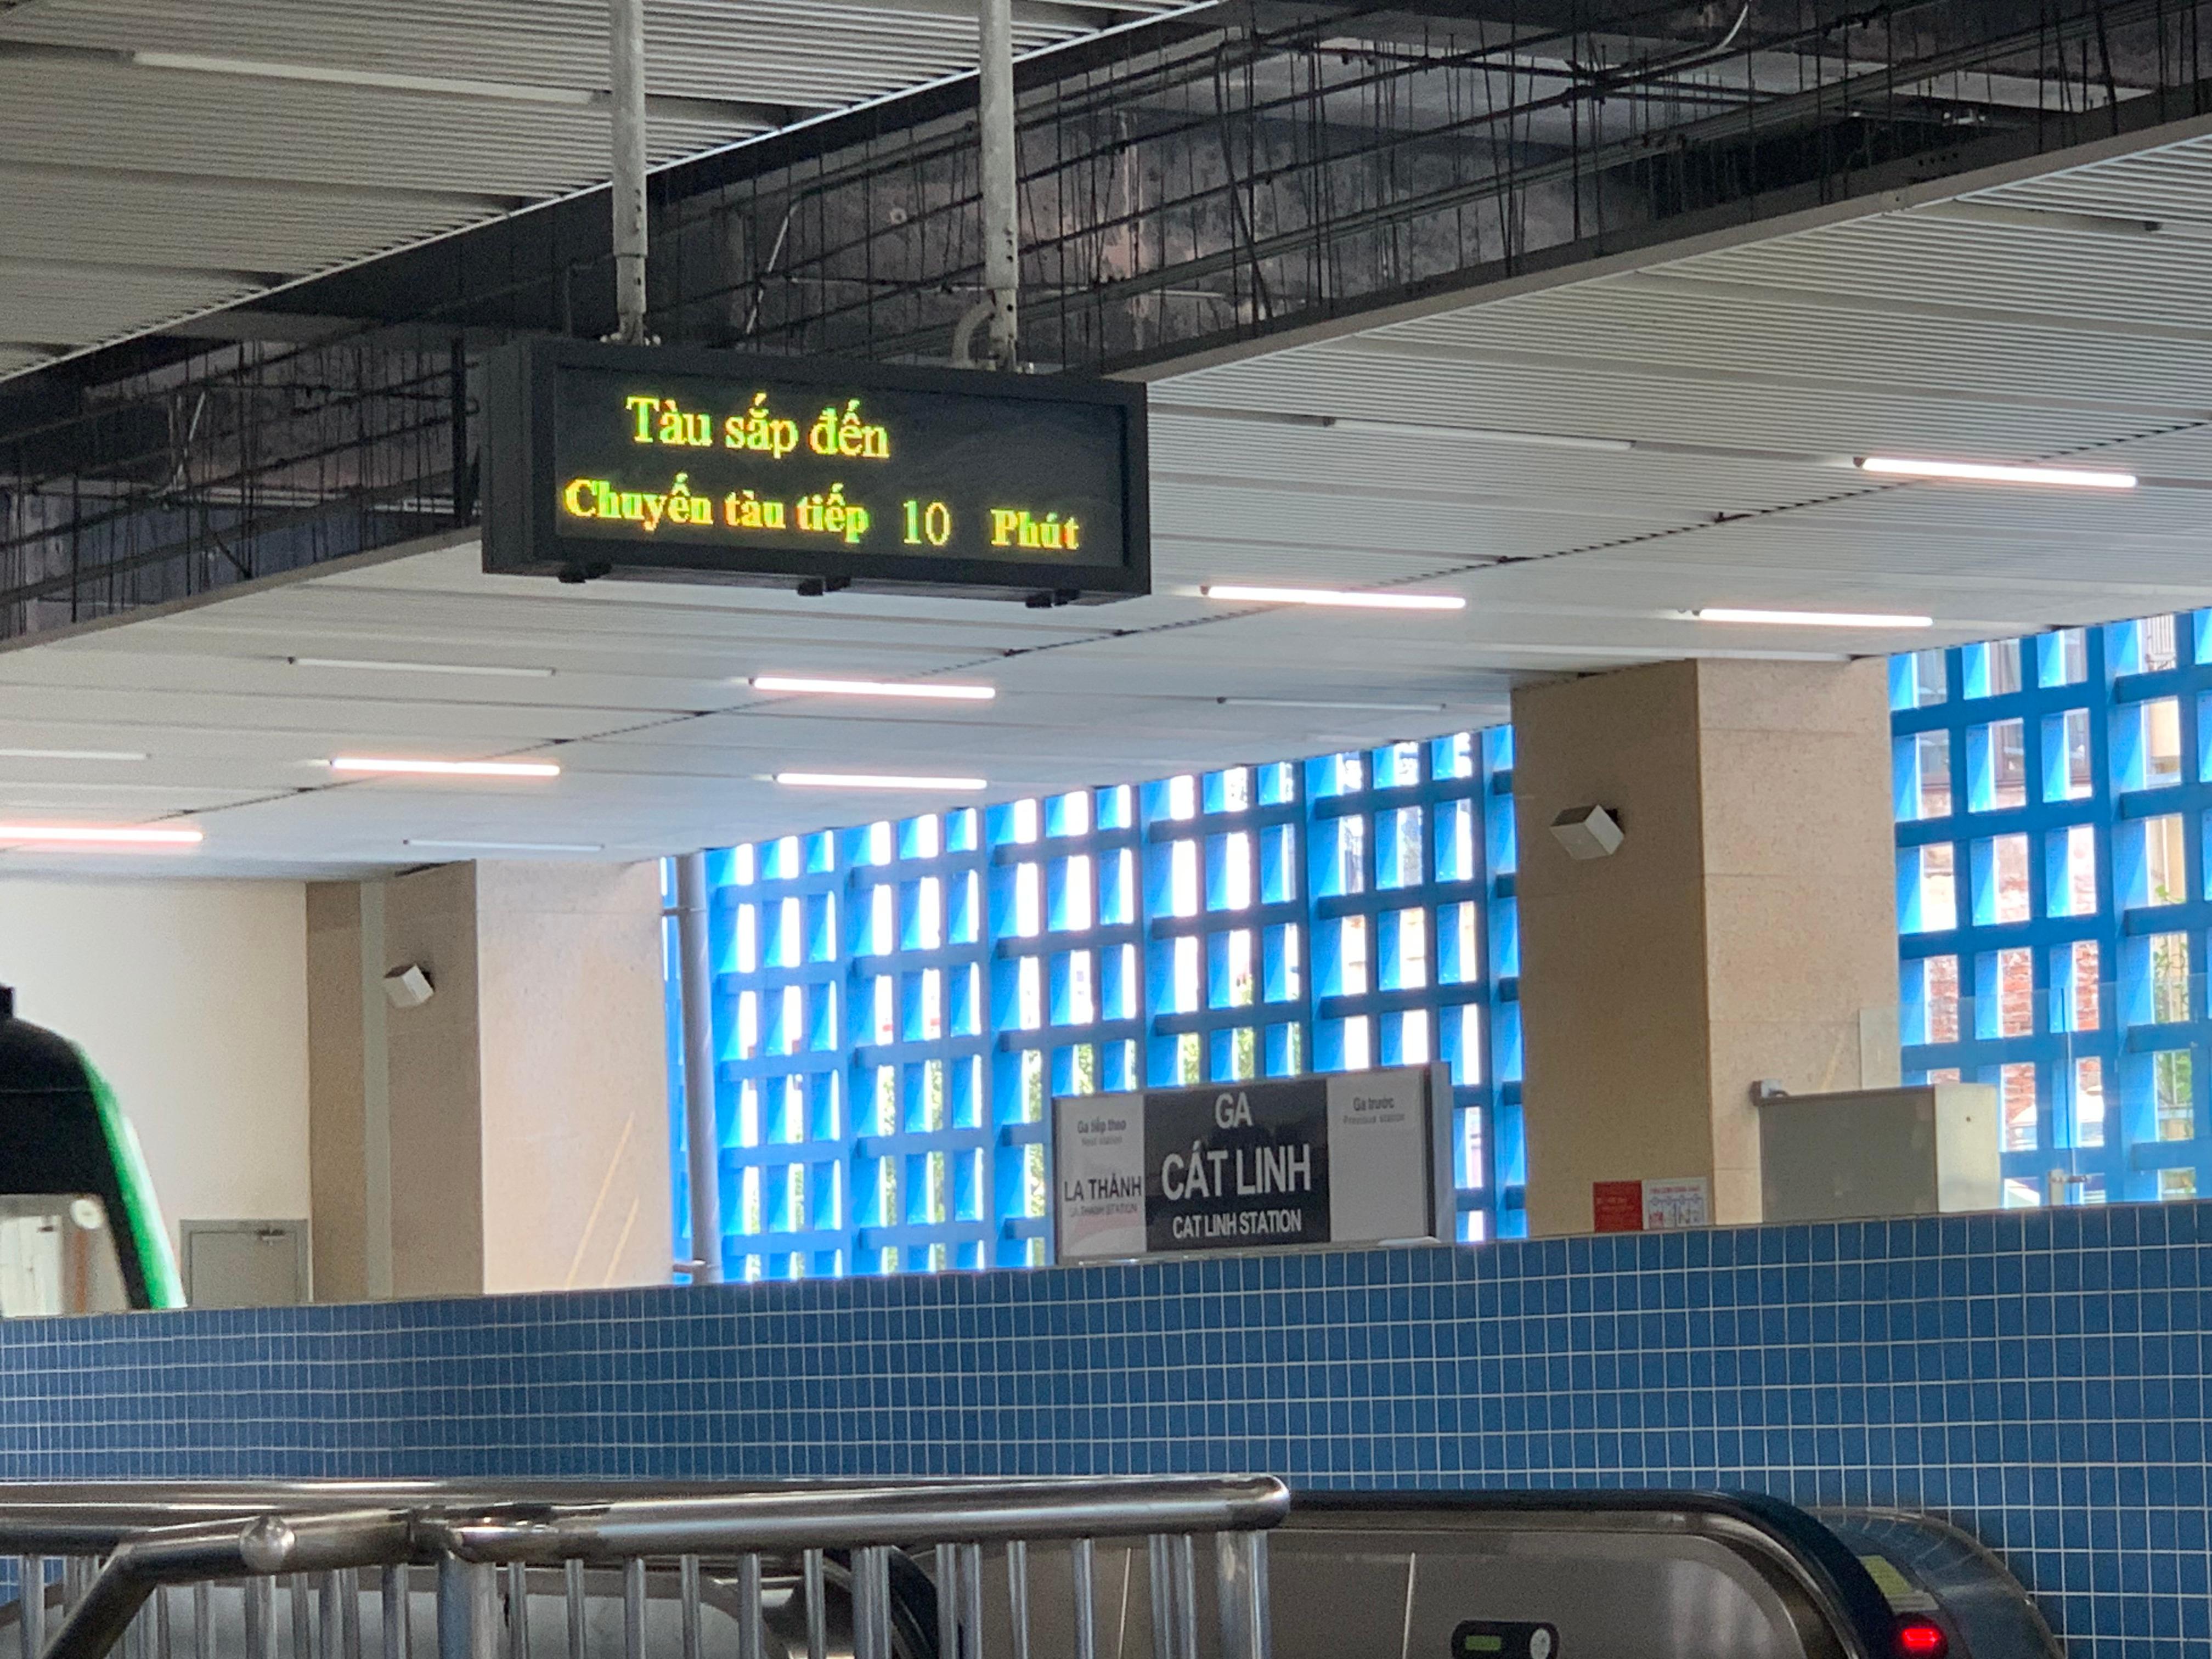 Tàu sắp đến
Chuyến tàu tiếp 10 Phút
Ga tiếp theo
Next station
LA THÀNH
LA THANH STATION
GA
CÁT LINH
CAT LINH STATION
Ga trước
Previous station